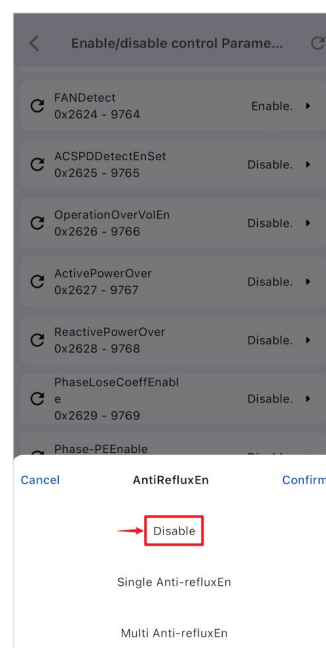 Enable/disable control Parame...
FANDetect
0x2624 - 9764
Enable.
ACSPDDetectEnSet
0x2625 - 9765
Disable.
OperationOverVolEn
0x2626 - 9766
Disable.
ActivePowerOver
0x2627 - 9767
Disable.
ReactivePowerOver
0x2628 - 9768
Disable.
PhaseLoseCoeffEnabl
e
0x2629 - 9769
Disable.
Phase-PEEnable
Cancel
AntiRefluxEn
Confirm
Disable
Single Anti-refluxEn
Multi Anti-refluxEn